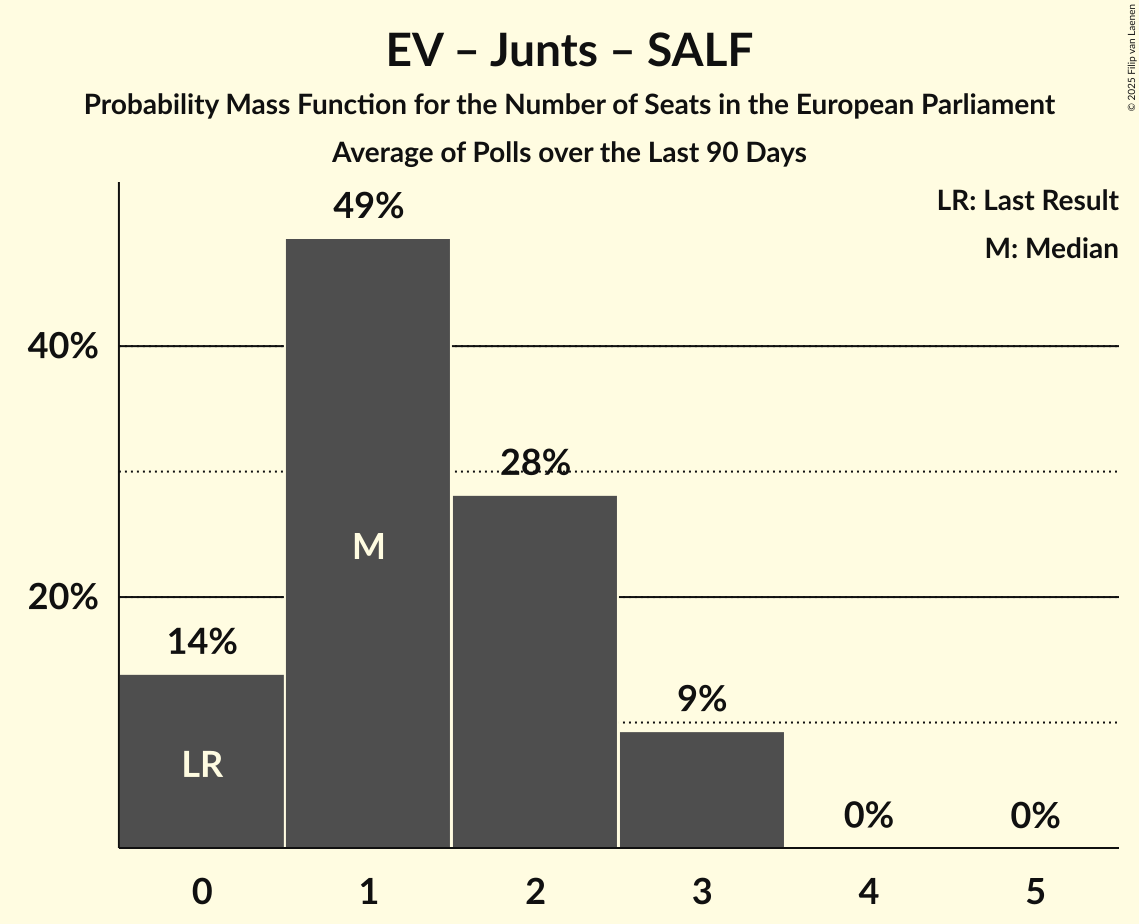 EV – Junts – SALF
Probability Mass Function for the Number of Seats in the European Parliament
Average of Polls over the Last 90 Days
© 2025 Filip van Laenen
LR: Last Result
M: Median
49%
40%
28%
M
20%
14%
9%
LR
0%
0%
0
1
2
3
4
5